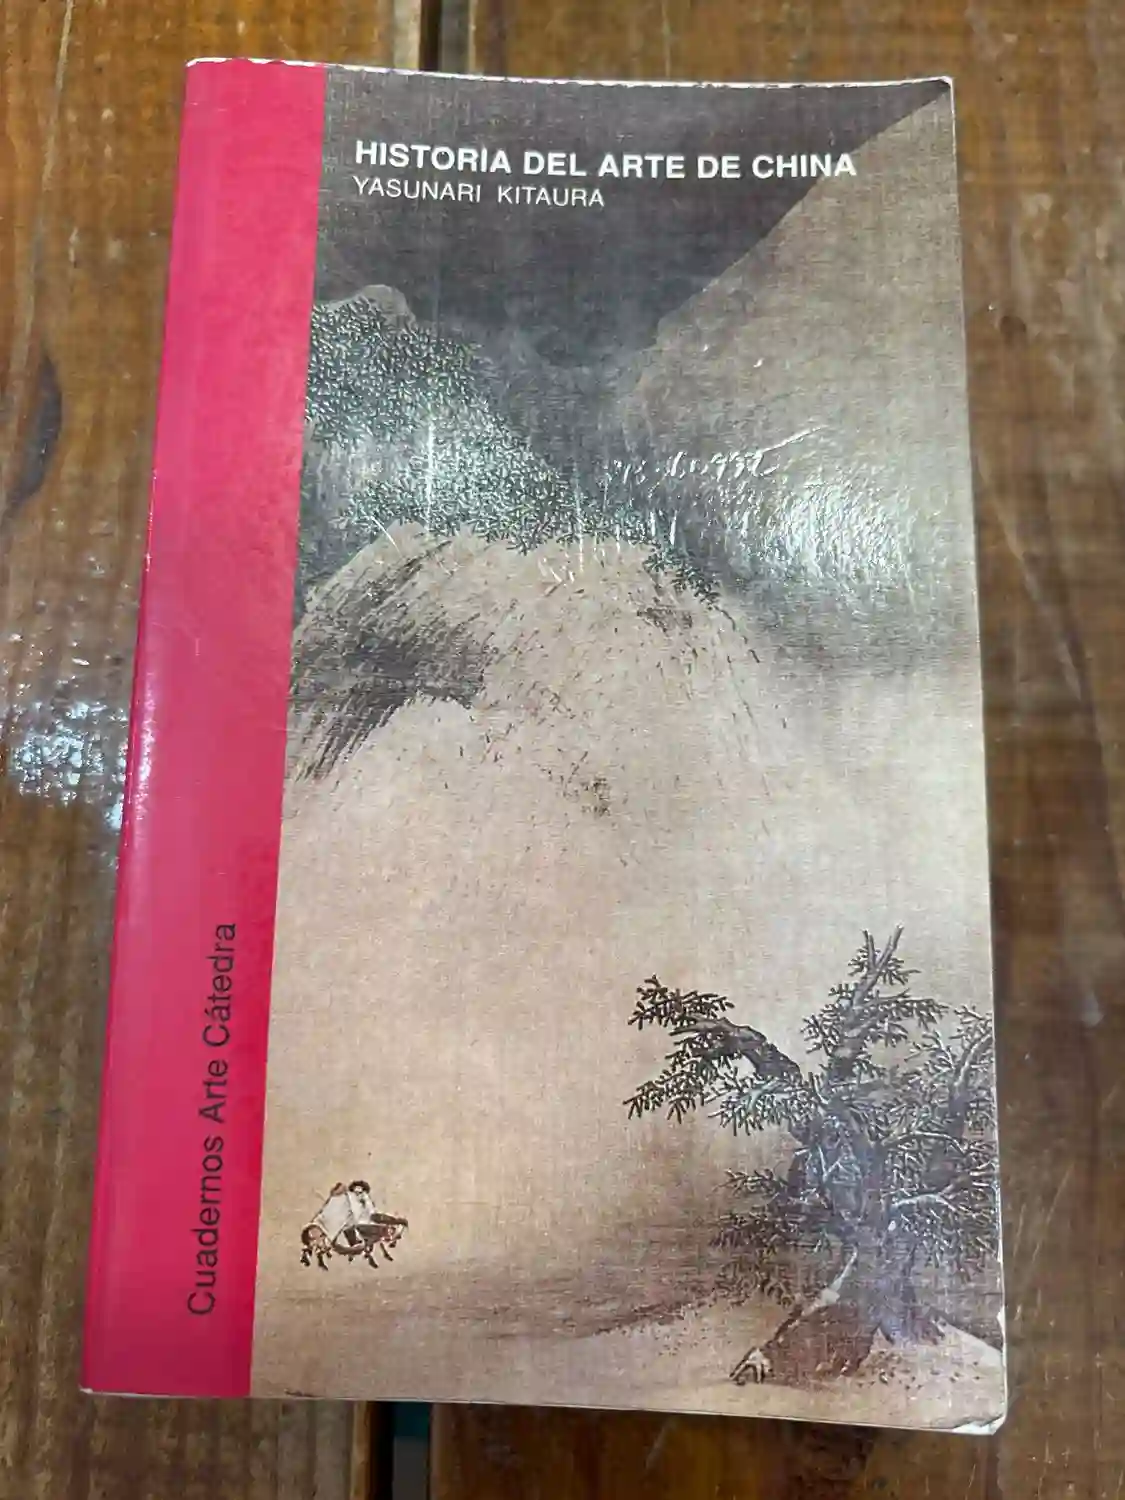 HISTORIA DEL ARTE DE CHINA
YASUNARI KITAURA
Cuadernos Arte Cátedra